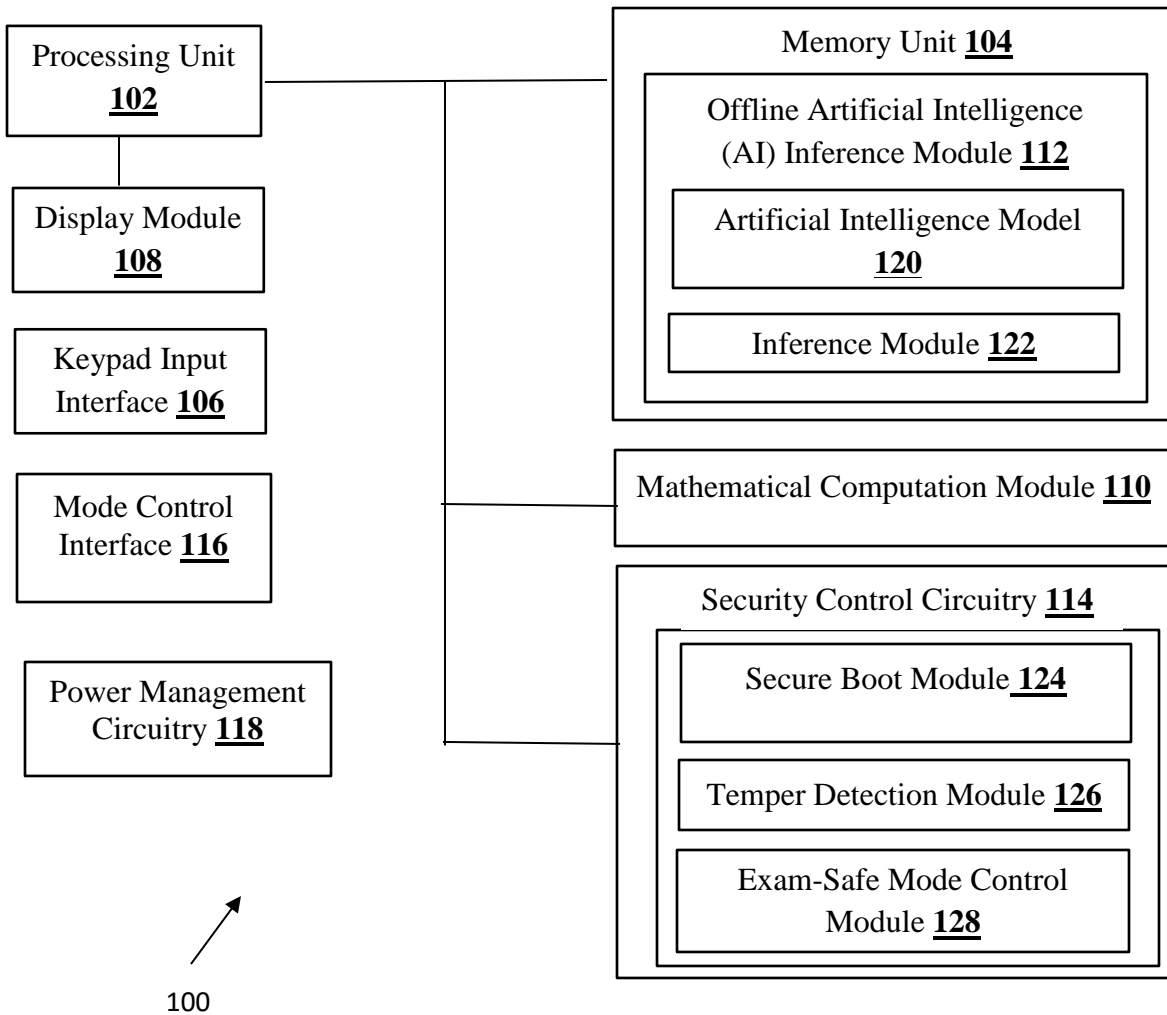 Processing Unit
102
Display Module
108
Keypad Input
Interface 106
Mode Control
Interface 116
Power Management
Circuitry 118
100
Memory Unit 104
Offline Artificial Intelligence
(AI) Inference Module 112
Artificial Intelligence Model
120
Inference Module 122
Mathematical Computation Module 110
Security Control Circuitry 114
Secure Boot Module 124
Temper Detection Module 126
Exam-Safe Mode Control
Module 128